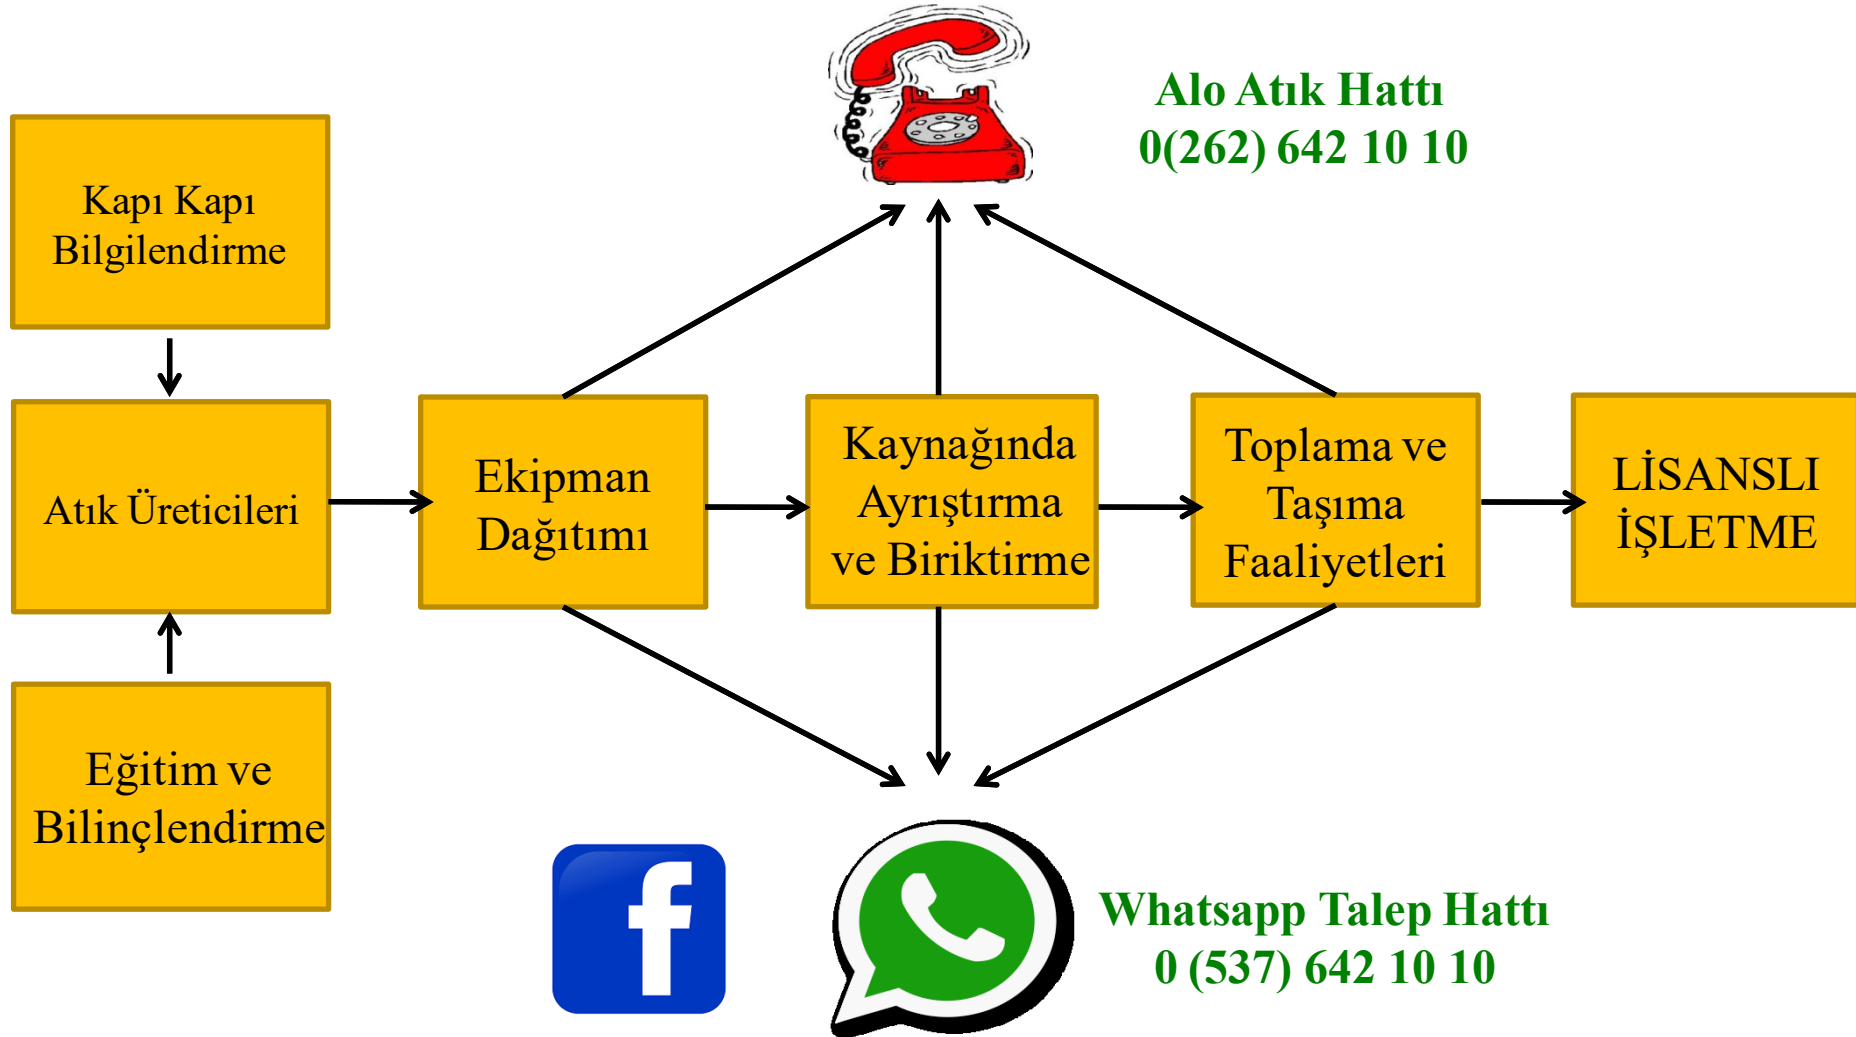 Alo Atık Hattı
0(262) 642 10 10
Kapı Kapı
Bilgilendirme
Atık Üreticileri
Eğitim ve
Bilinçlendirme
Ekipman
Dağıtımı
Kaynağında
Ayrıştırma
ve Biriktirme
Toplama ve
Taşıma
Faaliyetleri
LİSANSLI
İŞLETME
Whatsapp Talep Hattı
0 (537) 642 10 10